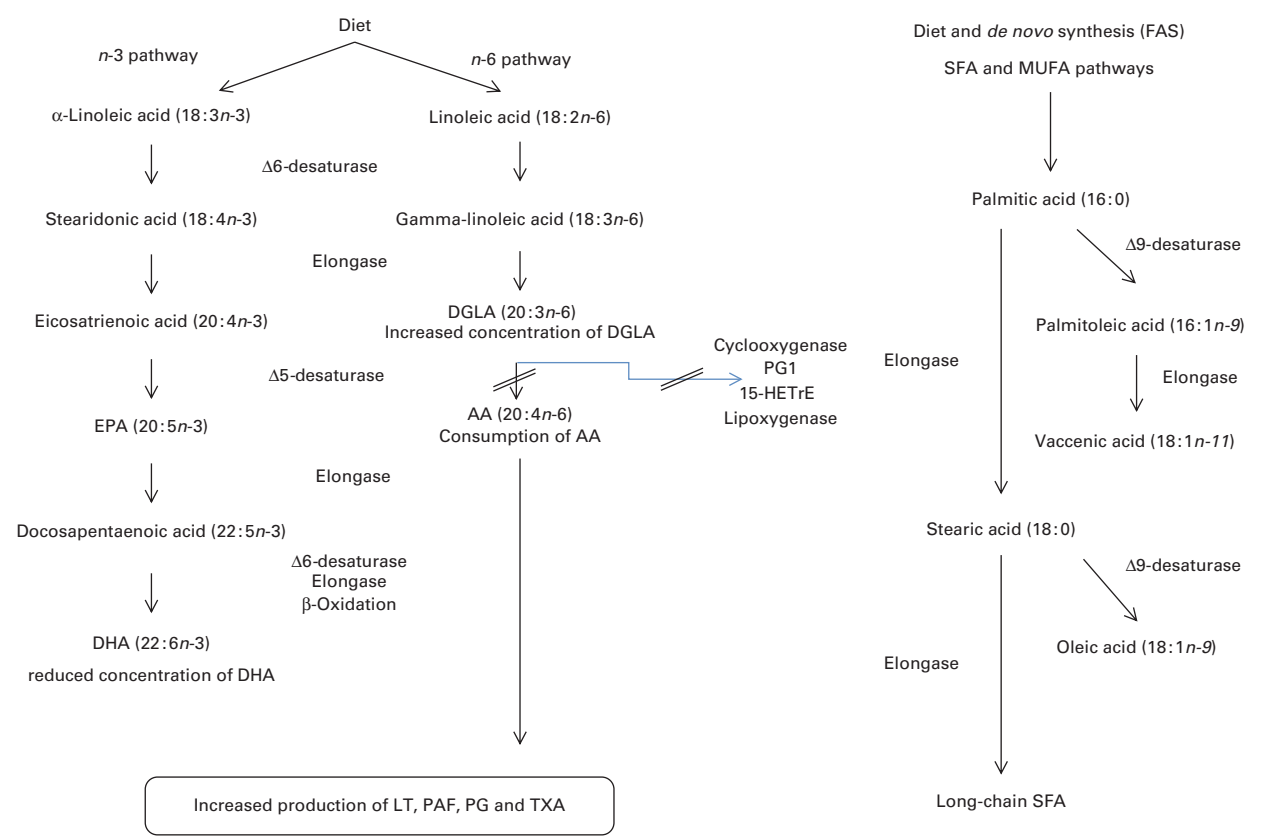 Diet
n-3 pathway
n-6 pathway
α-Linoleic acid (18:3n-3)
Linoleic acid (18:2n-6)
Δ6-desaturase
Stearidonic acid (18:4n-3)
Gamma-linoleic acid (18:3n-6)
Elongase
Eicosatrienoic acid (20:4n-3)
DGLA (20:3n-6)
Increased concentration of DGLA
Δ5-desaturase
Cyclooxygenase
PG1
15-HETrE
Lipoxygenase
EPA (20:5n-3)
AA (20:4n-6)
Consumption of AA
Elongase
Docosapentaenoic acid (22:5n-3)
Δ6-desaturase
Elongase
β-Oxidation
DHA (22:6n-3)
reduced concentration of DHA
Increased production of LT, PAF, PG and TXA
Diet and de novo synthesis (FAS)
SFA and MUFA pathways
Palmitic acid (16:0)
Δ9-desaturase
Palmitoleic acid (16:1n-9)
Elongase
Elongase
Vaccenic acid (18:1n-11)
Stearic acid (18:0)
Δ9-desaturase
Oleic acid (18:1n-9)
Elongase
Long-chain SFA